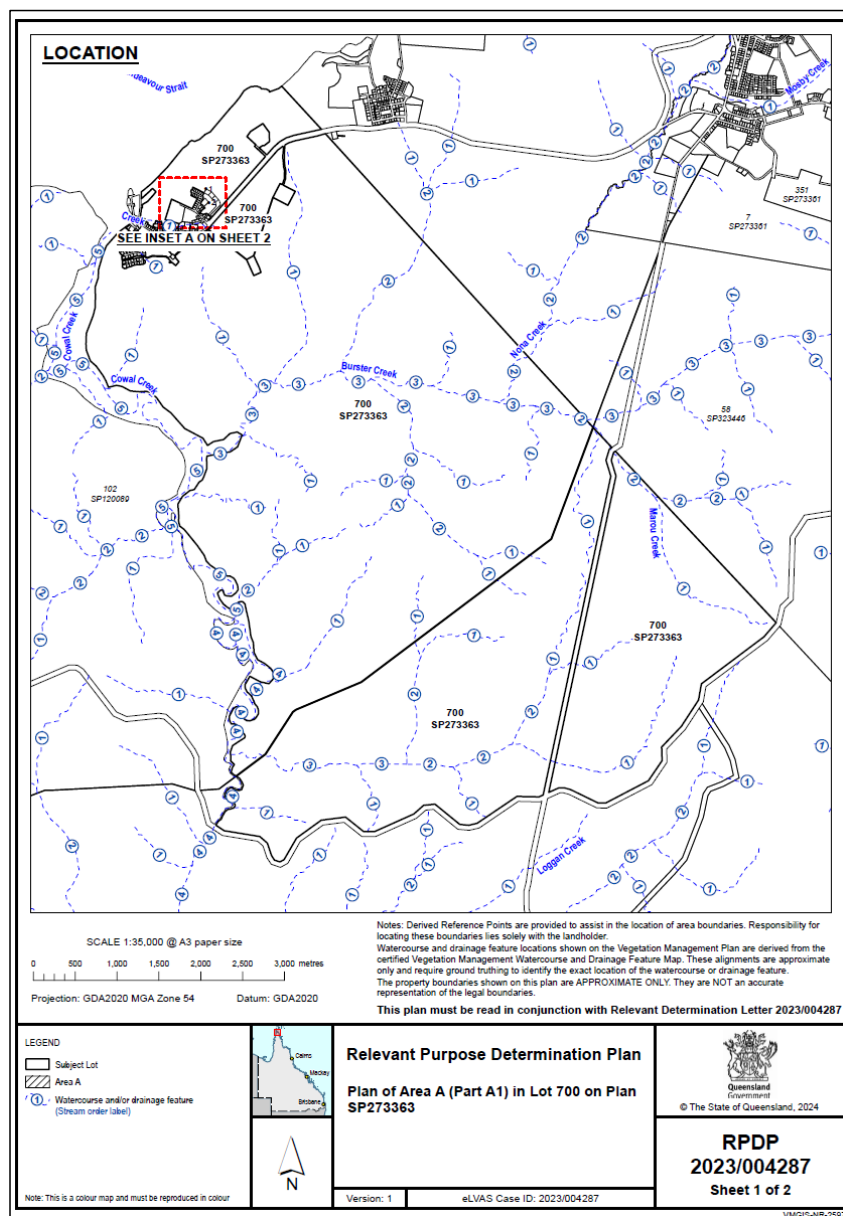 LOCATION
deavour Strait
Mosby Creek
700
SP273363
700
SP273363
351
SP273361
7
SP273361
Creek
SEE INSET A ON SHEET 2
Cowal Creek
Cowal Creek
Burster Creek
Nona Creek
700
SP273363
58
SP323446
102
SP120089
Marou Creek
700
SP273363
700
SP273363
Loggan Creek
SCALE 1:35,000 @ A3 paper size
0 500 1,000 1,500 2,000 2,500 3,000 metres
Projection: GDA2020 MGA Zone 54 Datum: GDA2020
Notes: Derived Reference Points are provided to assist in the location of area boundaries. Responsibility for
locating these boundaries lies solely with the landholder.
Watercourse and drainage feature locations shown on the Vegetation Management Plan are derived from the
certified Vegetation Management Watercourse and Drainage Feature Map. These alignments are approximate
only and require ground truthing to identify the exact location of the watercourse or drainage feature.
The property boundaries shown on this plan are APPROXIMATE ONLY. They are NOT an accurate
representation of the legal boundaries.
This plan must be read in conjunction with Relevant Determination Letter 2023/004287
LEGEND
Subject Lot
Area A
1 Watercourse and/or drainage feature
(Stream order label)
Note: This is a colour map and must be reproduced in colour
Cairns
Mackay
Brisbane
N
Relevant Purpose Determination Plan
Plan of Area A (Part A1) in Lot 700 on Plan
SP273363
Version: 1 eLVAS Case ID: 2023/004287
Queensland
Government
© The State of Queensland, 2024
RPDP
2023/004287
Sheet 1 of 2